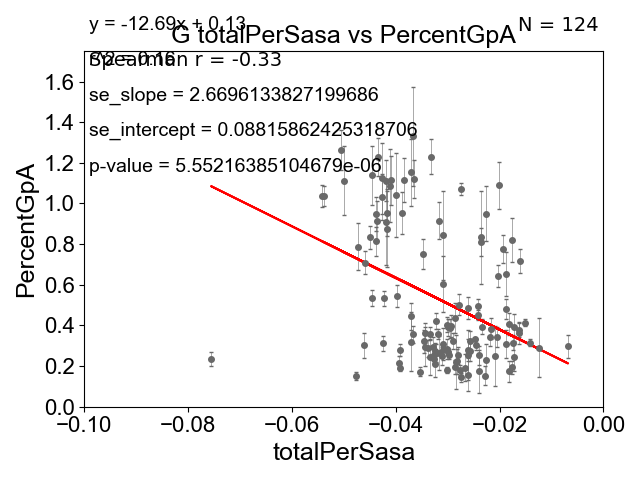 y = -12.69x + 0.13
N = 124
G totalPerSasa vs PercentGpA
Spearman r = -0.33
se_slope = 2.6696133827199686
se_intercept = 0.08815862425318706
p-value = 5.55216385104679e-06
PercentGpA
1.6
1.4
1.2
1.0
0.8
0.6
0.4
0.2
0.0
−0.10
−0.08
−0.06
−0.04
−0.02
0.00
totalPerSasa